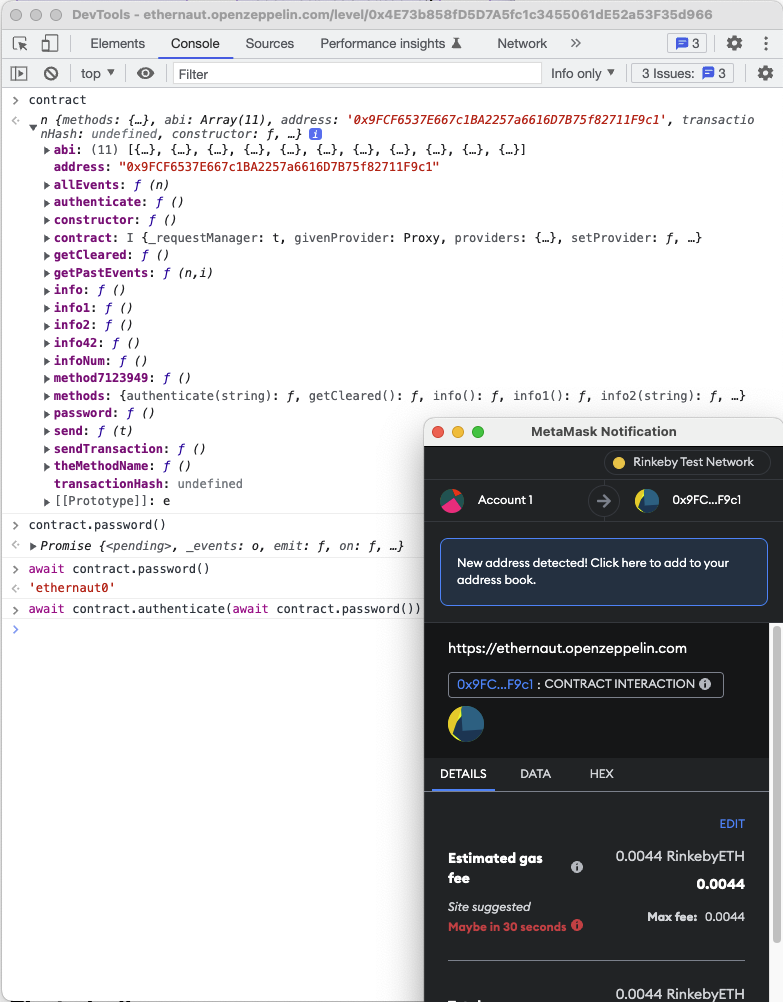 DevTools - ethernaut.openzeppelin.com/level/0x4E73b858fD5D7A5fc1c3455061dE52a53F35d966
Elements Console Sources Performance insights Network » 3
top ▼ Filter Info only ▼ 3 Issues: 3
> contract
n {methods: {…}, abi: Array(11), address: '0x9FCF6537E667c1BA2257a6616D7B75f82711F9c1', transactio
nHash: undefined, constructor: ƒ, …} i
▶ abi: (11) [{…}, {…}, {…}, {…}, {…}, {…}, {…}, {…}, {…}, {…}, {…}]
address: "0x9FCF6537E667c1BA2257a6616D7B75f82711F9c1"
▶ allEvents: ƒ (n)
▶ authenticate: ƒ ()
▶ constructor: ƒ ()
▶ contract: I {_requestManager: t, givenProvider: Proxy, providers: {…}, setProvider: ƒ, …}
▶ getCleared: ƒ ()
▶ getPastEvents: ƒ (n,i)
▶ info: ƒ ()
▶ info1: ƒ ()
▶ info2: ƒ ()
▶ info42: ƒ ()
▶ infoNum: ƒ ()
▶ method7123949: ƒ ()
▶ methods: {authenticate(string): ƒ, getCleared(): ƒ, info(): ƒ, info1(): ƒ, info2(string): ƒ, …}
▶ password: ƒ ()
▶ send: ƒ (t)
▶ sendTransaction: ƒ ()
▶ theMethodName: ƒ ()
transactionHash: undefined
▶ [[Prototype]]: e
> contract.password()
▶ Promise {<pending>, _events: o, emit: ƒ, on: ƒ, …}
> await contract.password()
'ethernaut0'
> await contract.authenticate(await contract.password())
>
MetaMask Notification
Rinkeby Test Network
Account 1 → 0x9FC...F9c1
New address detected! Click here to add to your
address book.
https://ethernaut.openzeppelin.com
0x9FC...F9c1 : CONTRACT INTERACTION
DETAILS DATA HEX
EDIT
Estimated gas
fee
0.0044 RinkebyETH
0.0044
Site suggested
Maybe in 30 seconds
Max fee: 0.0044
0.0044 RinkebyETH